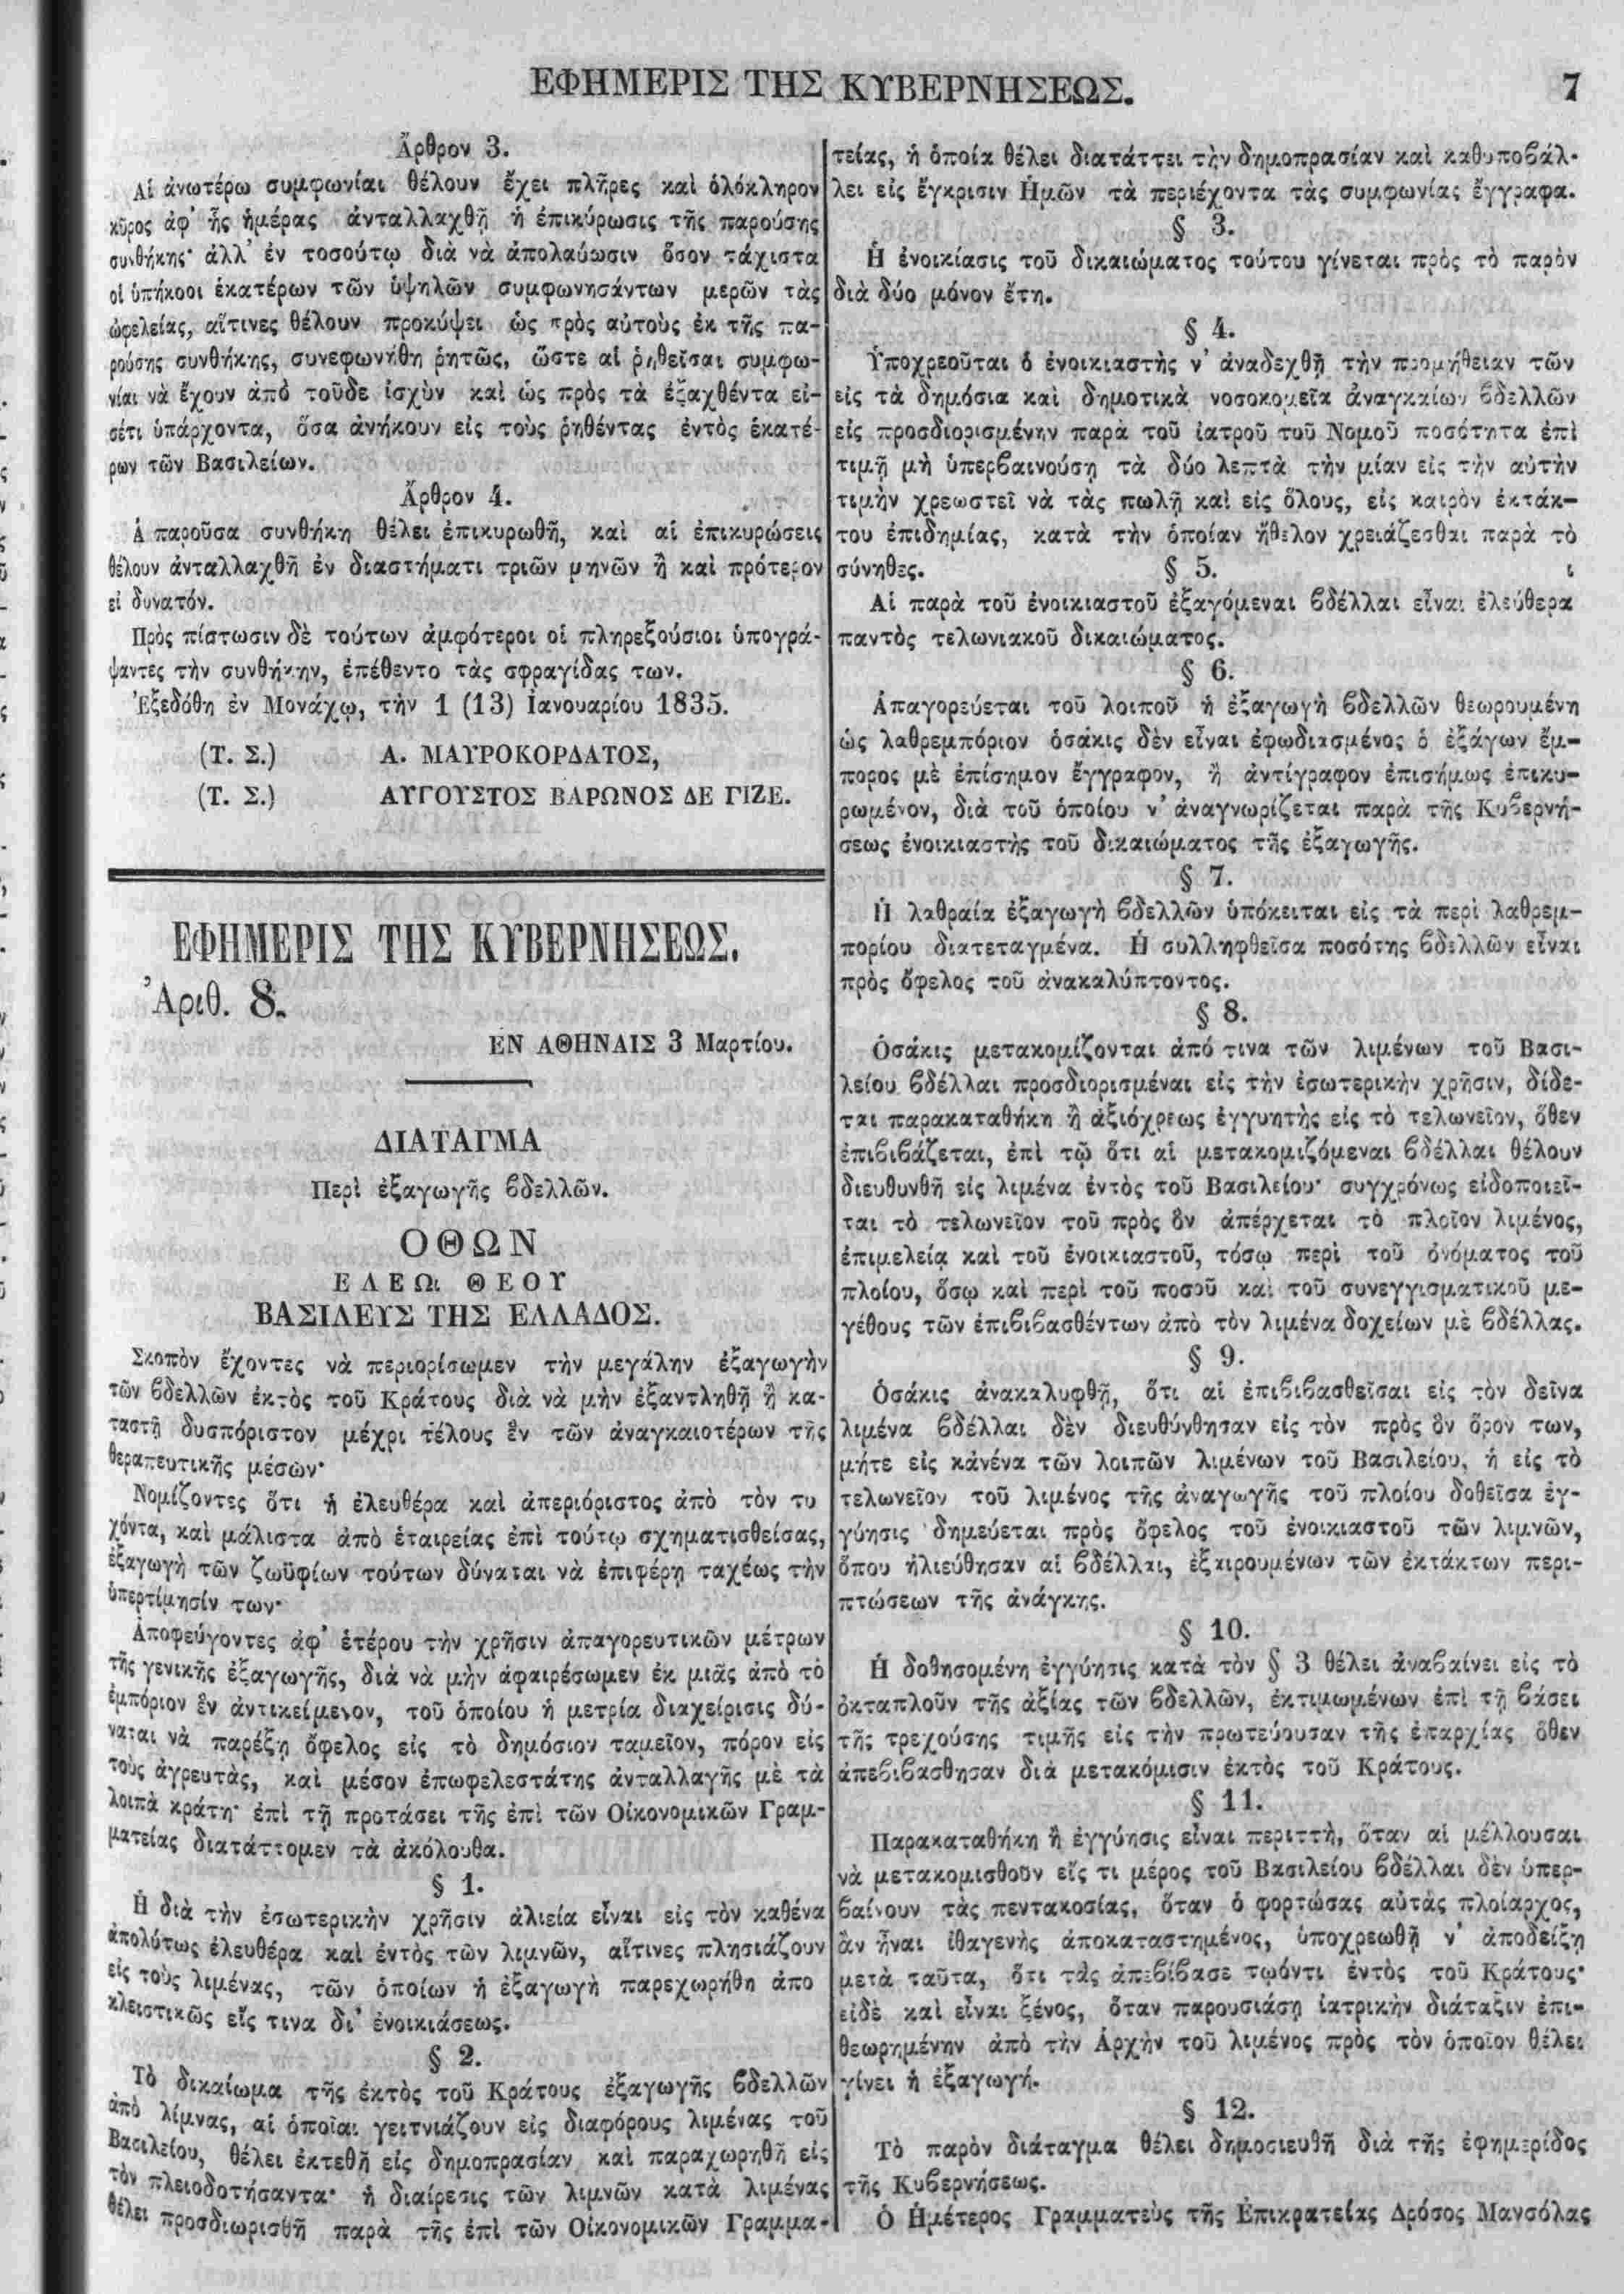 ΕΦΗΜΕΡΙΣ ΤΗΣ ΚΥΒΕΡΝΗΣΕΩΣ.
7
Ἄρθρον 3.
Αἱ ἀνωτέρω συμφωνίαι θέλουν ἔχει πλῆρες καὶ ὁλόκληρον
κῦρος ἀφ' ἧς ἡμέρας ἀνταλλαχθῇ ἡ ἐπικύρωσις τῆς παρούσης
συνθήκης· ἀλλ' ἐν τοσούτῳ διὰ νὰ ἀπολαύωσιν ὅσον τάχιστα
οἱ ὑπήκοοι ἑκατέρων τῶν ὑψηλῶν συμφωνησάντων μερῶν τὰς
ὠφελείας, αἵτινες θέλουν προκύψει ὡς πρὸς αὐτοὺς ἐκ τῆς πα-
ρούσης συνθήκης, συνεφωνήθη ῥητῶς, ὥστε αἱ ῥηθεῖσαι συμφω-
νίαι νὰ ἔχουν ἀπὸ τοῦδε ἰσχὺν καὶ ὡς πρὸς τὰ ἐξαχθέντα εἰ-
σέτι ὑπάρχοντα, ὅσα ἀνήκουν εἰς τοὺς ῥηθέντας ἐντὸς ἑκατέ-
ρων τῶν Βασιλείων.
Ἄρθρον 4.
Ἡ παροῦσα συνθήκη θέλει ἐπικυρωθῆ, καὶ αἱ ἐπικυρώσεις
θέλουν ἀνταλλαχθῆ ἐν διαστήματι τριῶν μηνῶν ἢ καὶ πρότερον
εἰ δυνατόν.
Πρὸς πίστωσιν δὲ τούτων ἀμφότεροι οἱ πληρεξούσιοι ὑπογρά-
ψαντες τὴν συνθήκην, ἐπέθεντο τὰς σφραγίδας των.
Ἐξεδόθη ἐν Μονάχῳ, τὴν 1 (13) Ἰανουαρίου 1835.
(Τ. Σ.) Α. ΜΑΥΡΟΚΟΡΔΑΤΟΣ,
(Τ. Σ.) ΑΥΓΟΥΣΤΟΣ ΒΑΡΩΝΟΣ ΔΕ ΓΙΖΕ.
ΕΦΗΜΕΡΙΣ ΤΗΣ ΚΥΒΕΡΝΗΣΕΩΣ.
Ἀριθ. 8.
ΕΝ ΑΘΗΝΑΙΣ 3 Μαρτίου.
ΔΙΑΤΑΓΜΑ
Περὶ ἐξαγωγῆς βδελλῶν.
ΟΘΩΝ
ΕΛΕΩι ΘΕΟΥ
ΒΑΣΙΛΕΥΣ ΤΗΣ ΕΛΛΑΔΟΣ.
Σκοπὸν ἔχοντες νὰ περιορίσωμεν τὴν μεγάλην ἐξαγωγὴν
τῶν βδελλῶν ἐκτὸς τοῦ Κράτους διὰ νὰ μὴν ἐξαντληθῇ ἢ κα-
ταστῇ δυσπόριστον μέχρι τέλους ἓν τῶν ἀναγκαιοτέρων τῆς
θεραπευτικῆς μέσων·
Νομίζοντες ὅτι ἡ ἐλευθέρα καὶ ἀπεριόριστος ἀπὸ τὸν τυ
χόντα, καὶ μάλιστα ἀπὸ ἑταιρείας ἐπὶ τούτῳ σχηματισθείσας,
ἐξαγωγὴ τῶν ζωϋφίων τούτων δύναται νὰ ἐπιφέρῃ ταχέως τὴν
ὑπερτίμησίν των·
Ἀποφεύγοντες ἀφ' ἑτέρου τὴν χρῆσιν ἀπαγορευτικῶν μέτρων
τῆς γενικῆς ἐξαγωγῆς, διὰ νὰ μὴν ἀφαιρέσωμεν ἐκ μιᾶς ἀπὸ τὸ
ἐμπόριον ἓν ἀντικείμενον, τοῦ ὁποίου ἡ μετρία διαχείρισις δύ-
ναται νὰ παρέξῃ ὄφελος εἰς τὸ δημόσιον ταμεῖον, πόρον εἰς
τοὺς ἀγρευτὰς, καὶ μέσον ἐπωφελεστάτης ἀνταλλαγῆς μὲ τὰ
λοιπὰ κράτη· ἐπὶ τῇ προτάσει τῆς ἐπὶ τῶν Οἰκονομικῶν Γραμ-
ματείας διατάττομεν τὰ ἀκόλουθα.
§ 1.
Ἡ διὰ τὴν ἐσωτερικὴν χρῆσιν ἁλιεία εἶναι εἰς τὸν καθένα
ἀπολύτως ἐλευθέρα καὶ ἐντὸς τῶν λιμνῶν, αἵτινες πλησιάζουν
εἰς τοὺς λιμένας, τῶν ὁποίων ἡ ἐξαγωγὴ παρεχωρήθη ἀπο
κλειστικῶς εἴς τινα δι' ἐνοικιάσεως.
§ 2.
Τὸ δικαίωμα τῆς ἐκτὸς τοῦ Κράτους ἐξαγωγῆς βδελλῶν
ἀπὸ λίμνας, αἱ ὁποῖαι γειτνιάζουν εἰς διαφόρους λιμένας τοῦ
Βασιλείου, θέλει ἐκτεθῆ εἰς δημοπρασίαν καὶ παραχωρηθῆ εἰς
τὸν πλειοδοτήσαντα· ἡ διαίρεσις τῶν λιμνῶν κατὰ λιμένας
θέλει προσδιωρισθῆ παρὰ τῆς ἐπὶ τῶν Οἰκονομικῶν Γραμμα-
τείας, ἡ ὁποία θέλει διατάττει τὴν δημοπρασίαν καὶ καθυποβάλ-
λει εἰς ἔγκρισιν Ἡμῶν τὰ περιέχοντα τὰς συμφωνίας ἔγγραφα.
§ 3.
Ἡ ἐνοικίασις τοῦ δικαιώματος τούτου γίνεται πρὸς τὸ παρὸν
διὰ δύο μόνον ἔτη.
§ 4.
Ὑποχρεοῦται ὁ ἐνοικιαστὴς ν' ἀναδεχθῇ τὴν προμήθειαν τῶν
εἰς τὰ δημόσια καὶ δημοτικὰ νοσοκομεῖα ἀναγκαίων βδελλῶν
εἰς προσδιορισμένην παρὰ τοῦ ἰατροῦ τοῦ Νομοῦ ποσότητα ἐπὶ
τιμῇ μὴ ὑπερβαινούσῃ τὰ δύο λεπτὰ τὴν μίαν εἰς τὴν αὐτὴν
τιμὴν χρεωστεῖ νὰ τὰς πωλῇ καὶ εἰς ὅλους, εἰς καιρὸν ἐκτάκ-
του ἐπιδημίας, κατὰ τὴν ὁποίαν ἤθελον χρειάζεσθαι παρὰ τὸ
σύνηθες.
§ 5.
Αἱ παρὰ τοῦ ἐνοικιαστοῦ ἐξαγόμεναι βδέλλαι εἶναι ἐλεύθερα
παντὸς τελωνιακοῦ δικαιώματος.
§ 6.
Ἀπαγορεύεται τοῦ λοιποῦ ἡ ἐξαγωγὴ βδελλῶν θεωρουμένη
ὡς λαθρεμπόριον ὁσάκις δὲν εἶναι ἐφωδιασμένος ὁ ἐξάγων ἔμ-
πορος μὲ ἐπίσημον ἔγγραφον, ἢ ἀντίγραφον ἐπισήμως ἐπικυ-
ρωμένον, διὰ τοῦ ὁποίου ν' ἀναγνωρίζεται παρὰ τῆς Κυβερνή-
σεως ἐνοικιαστὴς τοῦ δικαιώματος τῆς ἐξαγωγῆς.
§ 7.
Ἡ λαθραία ἐξαγωγὴ βδελλῶν ὑπόκειται εἰς τὰ περὶ λαθρεμ-
πορίου διατεταγμένα. Ἡ συλληφθεῖσα ποσότης βδελλῶν εἶναι
πρὸς ὄφελος τοῦ ἀνακαλύπτοντος.
§ 8.
Ὁσάκις μετακομίζονται ἀπό τινα τῶν λιμένων τοῦ Βασι-
λείου βδέλλαι προσδιορισμέναι εἰς τὴν ἐσωτερικὴν χρῆσιν, δίδε-
ται παρακαταθήκη ἢ ἀξιόχρεως ἐγγυητὴς εἰς τὸ τελωνεῖον, ὅθεν
ἐπιβιβάζεται, ἐπὶ τῷ ὅτι αἱ μετακομιζόμεναι βδέλλαι θέλουν
διευθυνθῆ εἰς λιμένα ἐντὸς τοῦ Βασιλείου· συγχρόνως εἰδοποιεῖ-
ται τὸ τελωνεῖον τοῦ πρὸς ὃν ἀπέρχεται τὸ πλοῖον λιμένος,
ἐπιμελείᾳ καὶ τοῦ ἐνοικιαστοῦ, τόσῳ περὶ τοῦ ὀνόματος τοῦ
πλοίου, ὅσῳ καὶ περὶ τοῦ ποσοῦ καὶ τοῦ συνεγγισματικοῦ με-
γέθους τῶν ἐπιβιβασθέντων ἀπὸ τὸν λιμένα δοχείων μὲ βδέλλας.
§ 9.
Ὁσάκις ἀνακαλυφθῇ, ὅτι αἱ ἐπιβιβασθεῖσαι εἰς τὸν δεῖνα
λιμένα βδέλλαι δὲν διευθύνθησαν εἰς τὸν πρὸς ὃν ὅρον των,
μήτε εἰς κἀνένα τῶν λοιπῶν λιμένων τοῦ Βασιλείου, ἡ εἰς τὸ
τελωνεῖον τοῦ λιμένος τῆς ἀναγωγῆς τοῦ πλοίου δοθεῖσα ἐγ-
γύησις δημεύεται πρὸς ὄφελος τοῦ ἐνοικιαστοῦ τῶν λιμνῶν,
ὅπου ἡλιεύθησαν αἱ βδέλλαι, ἐξαιρουμένων τῶν ἐκτάκτων περι-
πτώσεων τῆς ἀνάγκης.
§ 10.
Ἡ δοθησομένη ἐγγύησις κατὰ τὸν § 3 θέλει ἀναβαίνει εἰς τὸ
ὀκταπλοῦν τῆς ἀξίας τῶν βδελλῶν, ἐκτιμωμένων ἐπὶ τῇ βάσει
τῆς τρεχούσης τιμῆς εἰς τὴν πρωτεύουσαν τῆς ἐπαρχίας ὅθεν
ἀπεβιβάσθησαν διὰ μετακόμισιν ἐκτὸς τοῦ Κράτους.
§ 11.
Παρακαταθήκη ἢ ἐγγύησις εἶναι περιττὴ, ὅταν αἱ μέλλουσαι
νὰ μετακομισθοῦν εἴς τι μέρος τοῦ Βασιλείου βδέλλαι δὲν ὑπερ-
βαίνουν τὰς πεντακοσίας, ὅταν ὁ φορτώσας αὐτὰς πλοίαρχος,
ἂν ἦναι ἰθαγενὴς ἀποκαταστημένος, ὑποχρεωθῇ ν' ἀποδείξῃ
μετὰ ταῦτα, ὅτι τὰς ἀπεβίβασε τῳόντι ἐντὸς τοῦ Κράτους·
εἰδὲ καὶ εἶναι ξένος, ὅταν παρουσιάσῃ ἰατρικὴν διάταξιν ἐπι-
θεωρημένην ἀπὸ τὴν Ἀρχὴν τοῦ λιμένος πρὸς τὸν ὁποῖον θέλει
γίνει ἡ ἐξαγωγή.
§ 12.
Τὸ παρὸν διάταγμα θέλει δημοσιευθῆ διὰ τῆς ἐφημερίδος
τῆς Κυβερνήσεως.
Ὁ Ἡμέτερος Γραμματεὺς τῆς Ἐπικρατείας Δρόσος Μανσόλας